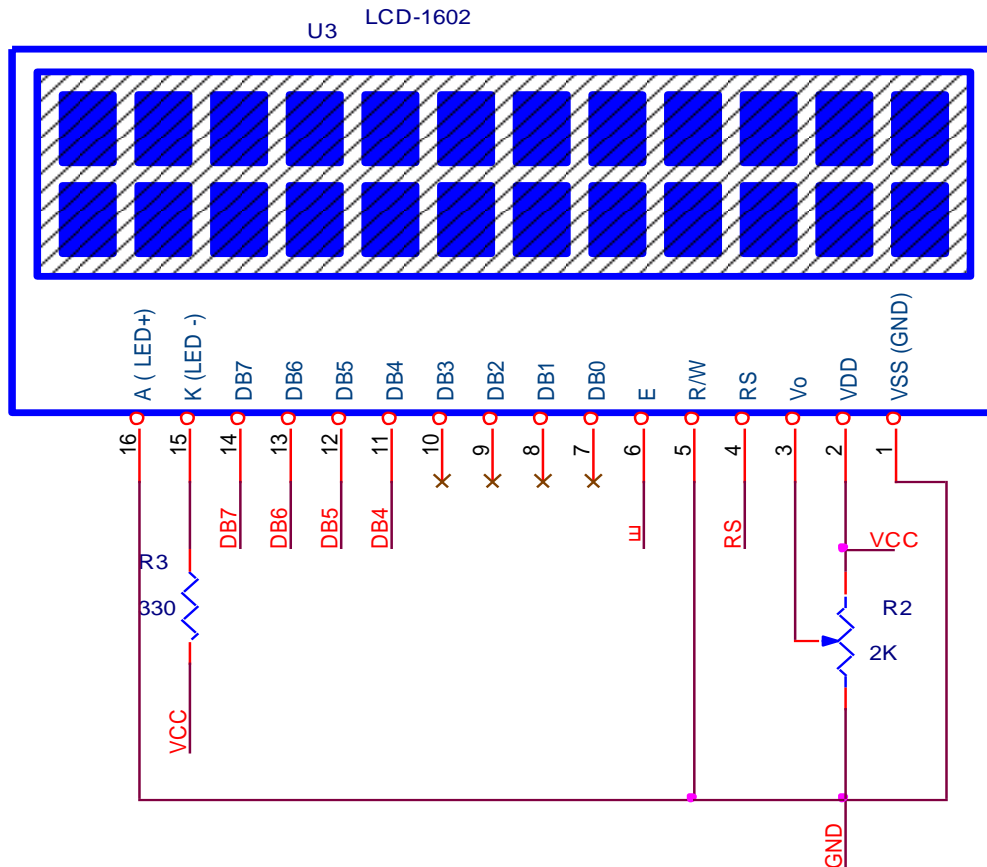 LCD-1602
U3
A ( LED+)
K (LED -)
DB7
DB6
DB5
DB4
DB3
DB2
DB1
DB0
E
R/W
RS
Vo
VDD
VSS (GND)
16
15
14
13
12
11
10
9
8
7
6
5
4
3
2
1
DB7
DB6
DB5
DB4
E
RS
VCC
R3
330
R2
2K
VCC
GND